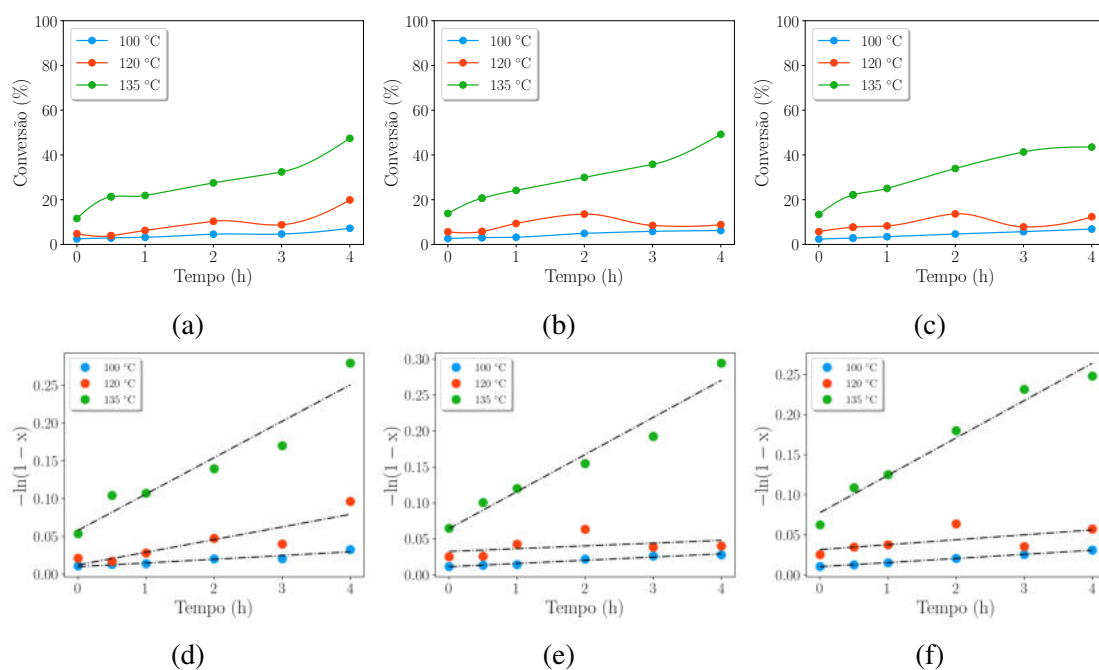 100
80
60
40
20
0
Conversão (%)
100 °C
120 °C
135 °C
0 1 2 3 4
Tempo (h)
(a)
100
80
60
40
20
0
Conversão (%)
100 °C
120 °C
135 °C
0 1 2 3 4
Tempo (h)
(b)
100
80
60
40
20
0
Conversão (%)
100 °C
120 °C
135 °C
0 1 2 3 4
Tempo (h)
(c)
0.25
0.20
0.15
0.10
0.05
0.00
−ln(1 − x)
100 °C
120 °C
135 °C
0 1 2 3 4
Tempo (h)
(d)
0.30
0.25
0.20
0.15
0.10
0.05
0.00
−ln(1 − x)
100 °C
120 °C
135 °C
0 1 2 3 4
Tempo (h)
(e)
0.25
0.20
0.15
0.10
0.05
0.00
−ln(1 − x)
100 °C
120 °C
135 °C
0 1 2 3 4
Tempo (h)
(f)